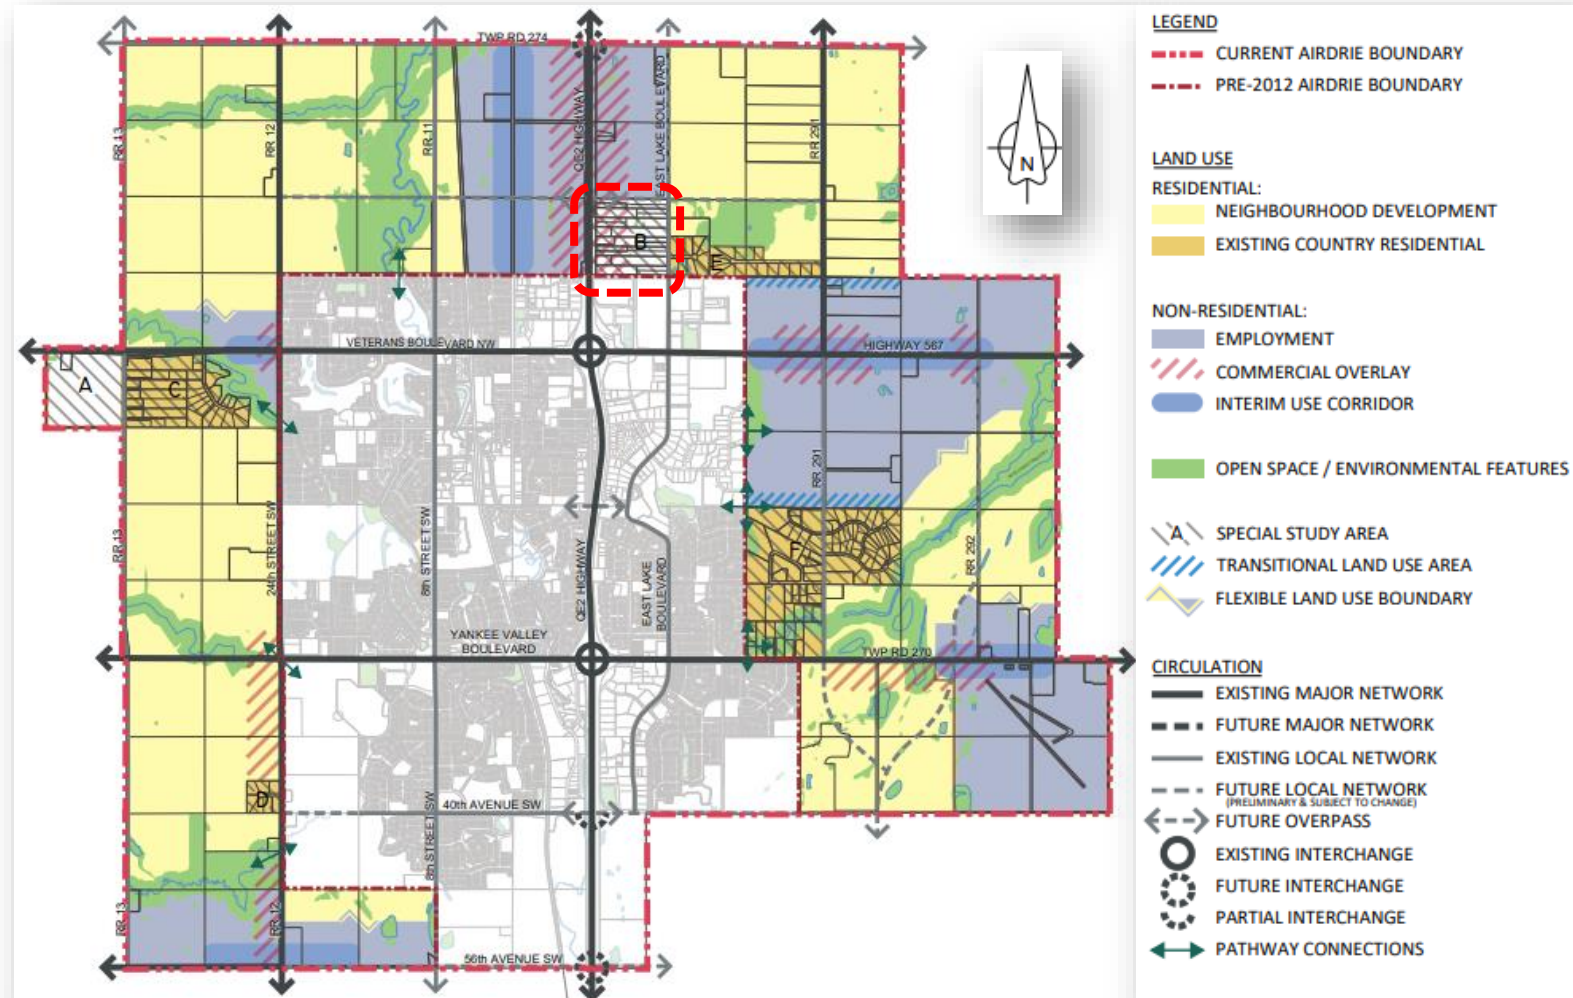 TWP RD 274
RR 13
RR 12
RR 11
QE2 HIGHWAY
EAST LAKE BOULEVARD
RR 291
B
E
N
VETERANS BOULEVARD NW
HIGHWAY 567
A
C
RR 13
24th STREET SW
8th STREET SW
QE2 HIGHWAY
EAST LAKE
BOULEVARD
RR 291
F
RR 292
YANKEE VALLEY
BOULEVARD
TWP RD 270
D
40th AVENUE SW
8th STREET SW
RR 13
RR 12
56th AVENUE SW
LEGEND
CURRENT AIRDRIE BOUNDARY
PRE-2012 AIRDRIE BOUNDARY
LAND USE
RESIDENTIAL:
NEIGHBOURHOOD DEVELOPMENT
EXISTING COUNTRY RESIDENTIAL
NON-RESIDENTIAL:
EMPLOYMENT
COMMERCIAL OVERLAY
INTERIM USE CORRIDOR
OPEN SPACE / ENVIRONMENTAL FEATURES
A SPECIAL STUDY AREA
TRANSITIONAL LAND USE AREA
FLEXIBLE LAND USE BOUNDARY
CIRCULATION
EXISTING MAJOR NETWORK
FUTURE MAJOR NETWORK
EXISTING LOCAL NETWORK
FUTURE LOCAL NETWORK
(PRELIMINARY & SUBJECT TO CHANGE)
FUTURE OVERPASS
EXISTING INTERCHANGE
FUTURE INTERCHANGE
PARTIAL INTERCHANGE
PATHWAY CONNECTIONS